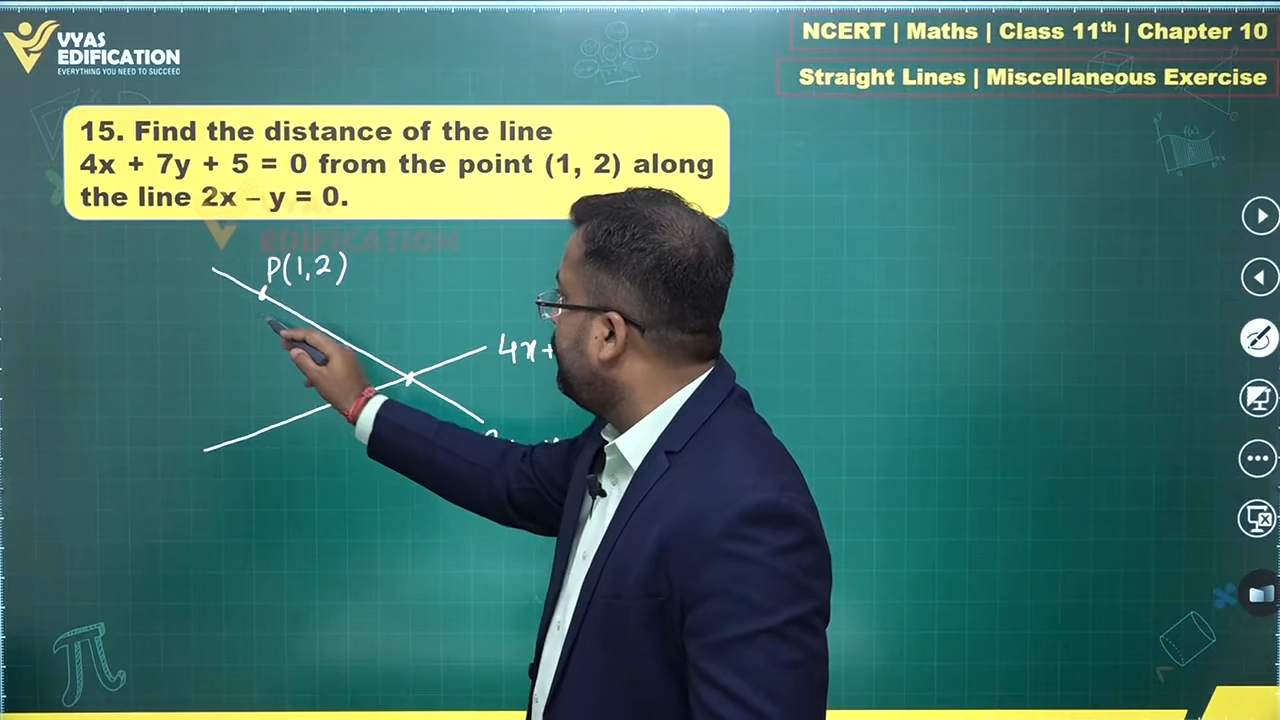 VYAS
EDIFICATION
EVERYTHING YOU NEED TO SUCCEED
NCERT | Maths | Class 11th | Chapter 10
Straight Lines | Miscellaneous Exercise
15. Find the distance of the line
4x + 7y + 5 = 0 from the point (1, 2) along
the line 2x – y = 0.
EDIFICATION
P(1,2)
4x+
π